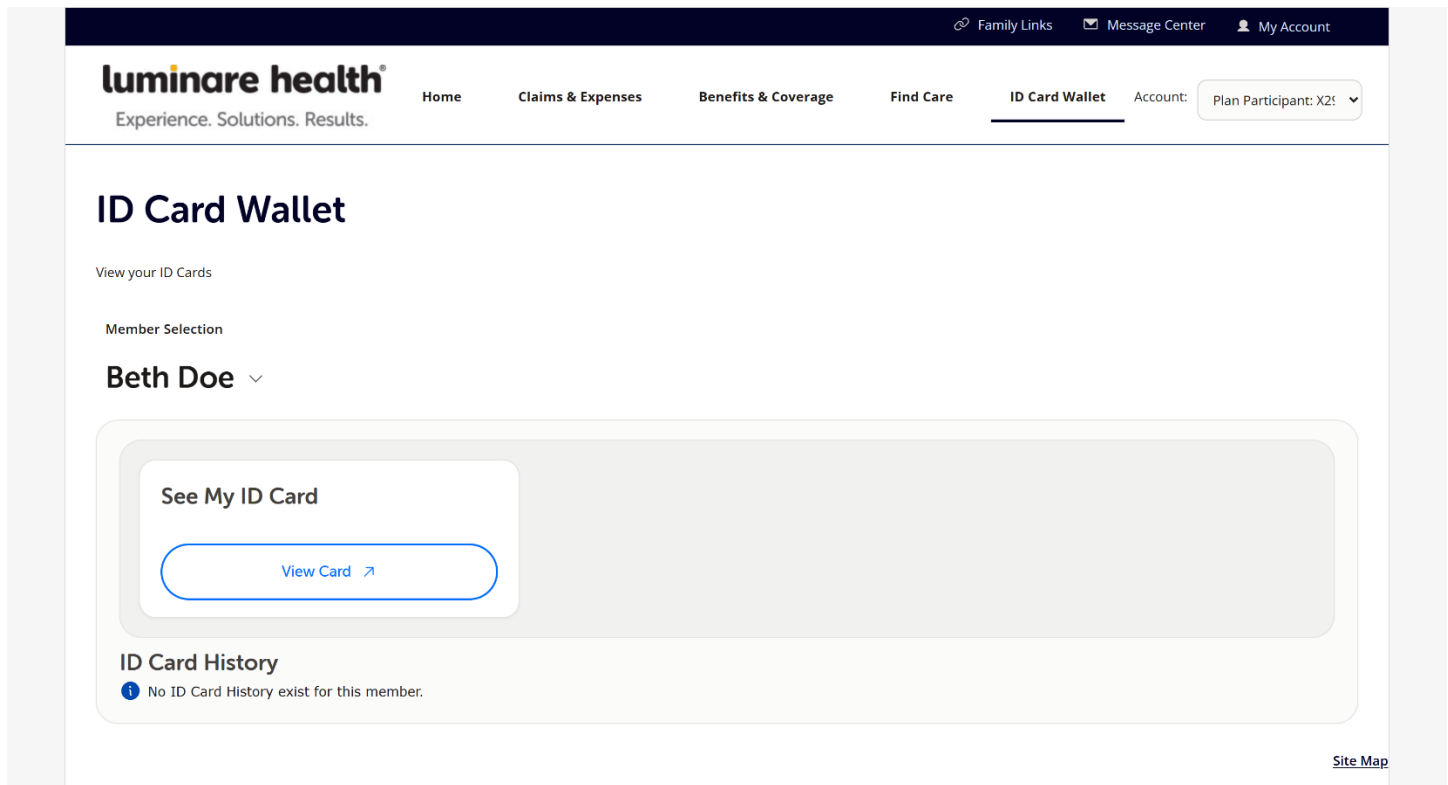 Family Links Message Center My Account
luminare health®
Experience. Solutions. Results.
Home Claims & Expenses Benefits & Coverage Find Care ID Card Wallet Account: Plan Participant: X29
ID Card Wallet
View your ID Cards
Member Selection
Beth Doe
See My ID Card
View Card
ID Card History
No ID Card History exist for this member.
Site Map